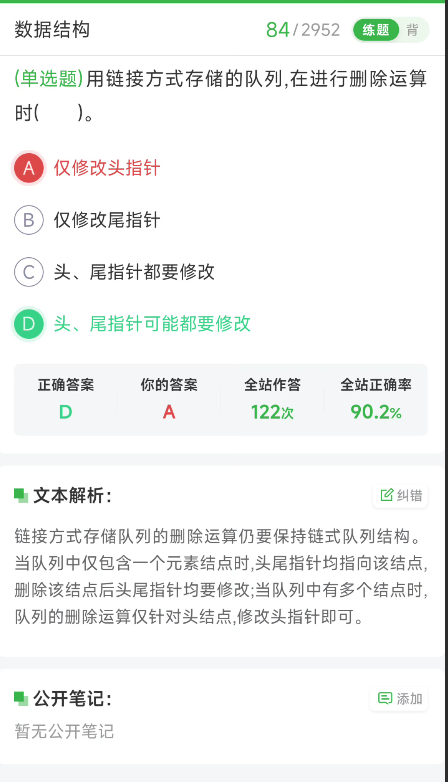 数据结构 84/2952 练题 背
(单选题)用链接方式存储的队列,在进行删除运算
时( )。
A 仅修改头指针
B 仅修改尾指针
C 头、尾指针都要修改
D 头、尾指针可能都要修改
正确答案 你的答案 全站作答 全站正确率
D A 122次 90.2%
文本解析: 纠错
链接方式存储队列的删除运算仍要保持链式队列结构。
当队列中仅包含一个元素结点时,头尾指针均指向该结点,
删除该结点后头尾指针均要修改;当队列中有多个结点时,
队列的删除运算仅针对头结点,修改头指针即可。
公开笔记: 添加
暂无公开笔记